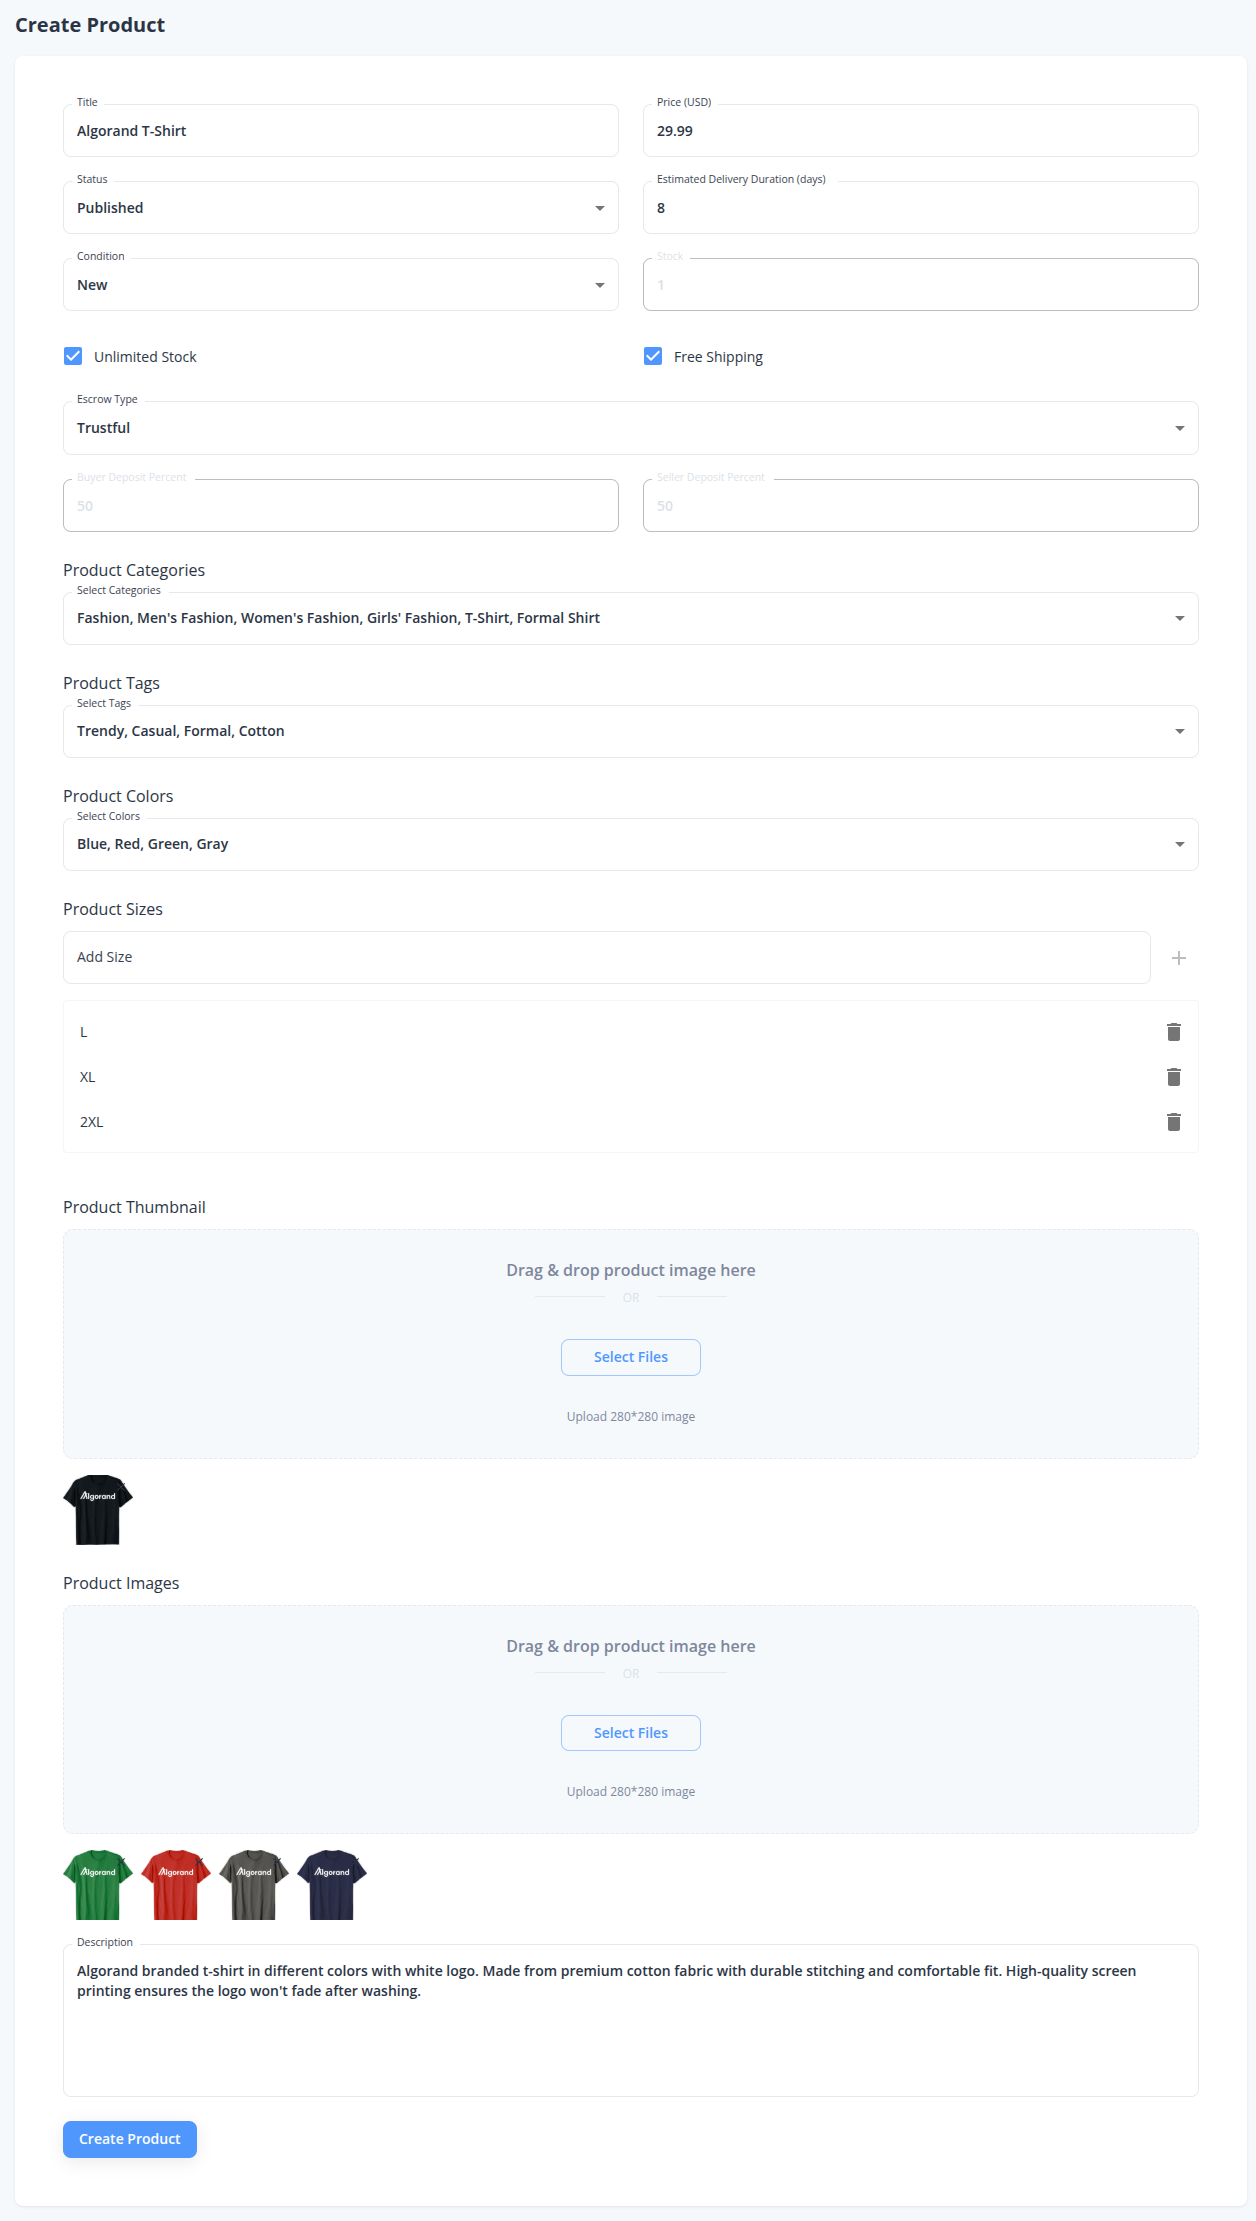 Create Product
Title
Algorand T-Shirt
Price (USD)
29.99
Status
Published
Estimated Delivery Duration (days)
8
Condition
New
Stock
1
Unlimited Stock
Free Shipping
Escrow Type
Trustful
Buyer Deposit Percent
50
Seller Deposit Percent
50
Product Categories
Select Categories
Fashion, Men's Fashion, Women's Fashion, Girls' Fashion, T-Shirt, Formal Shirt
Product Tags
Select Tags
Trendy, Casual, Formal, Cotton
Product Colors
Select Colors
Blue, Red, Green, Gray
Product Sizes
Add Size
L
XL
2XL
Product Thumbnail
Drag & drop product image here
OR
Select Files
Upload 280*280 image
Algorand
Product Images
Drag & drop product image here
OR
Select Files
Upload 280*280 image
Algorand
Algorand
Algorand
Algorand
Description
Algorand branded t-shirt in different colors with white logo. Made from premium cotton fabric with durable stitching and comfortable fit. High-quality screen
printing ensures the logo won't fade after washing.
Create Product